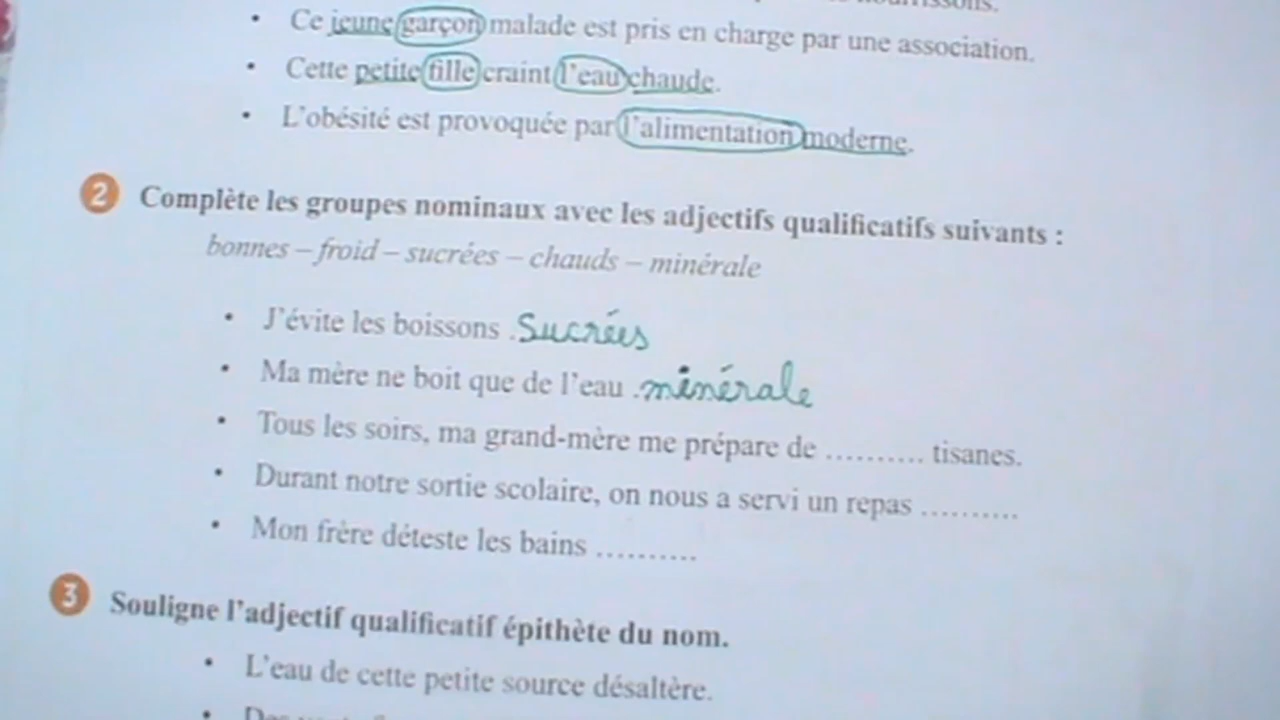 • Ce jeune garçon malade est pris en charge par une association.
• Cette petite fille craint l'eau chaude.
• L'obésité est provoquée par l'alimentation moderne.
2 Complète les groupes nominaux avec les adjectifs qualificatifs suivants :
bonnes – froid – sucrées – chauds – minérale
• J'évite les boissons .Sucrées
• Ma mère ne boit que de l'eau .minérale
• Tous les soirs, ma grand-mère me prépare de .......... tisanes.
• Durant notre sortie scolaire, on nous a servi un repas ..........
• Mon frère déteste les bains ..........
3 Souligne l'adjectif qualificatif épithète du nom.
• L'eau de cette petite source désaltère.